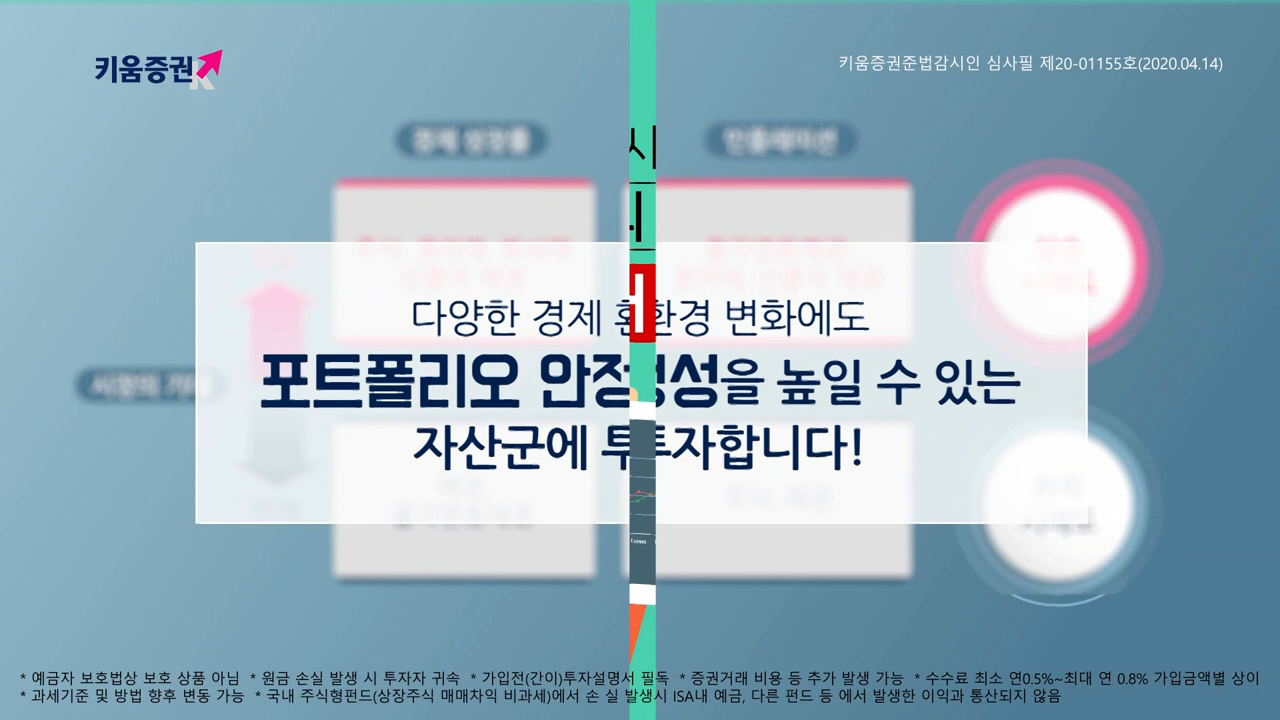 키움증권
키움증권준법감시인 심사필 제20-01155호(2020.04.14)
경제 성장률
인플레이션
다양한 경제 환환경 변화에도
포트폴리오 안정성을 높일 수 있는
자산군에 투투자합니다!
* 예금자 보호법상 보호 상품 아님 * 원금 손실 발생 시 투자자 귀속 * 가입전(간이)투자설명서 필독 * 증권거래 비용 등 추가 발생 가능 * 수수료 최소 연0.5%~최대 연 0.8% 가입금액별 상이
* 과세기준 및 방법 향후 변동 가능 * 국내 주식형펀드(상장주식 매매차익 비과세)에서 손 실 발생시 ISA내 예금, 다른 펀드 등 에서 발생한 이익과 통산되지 않음